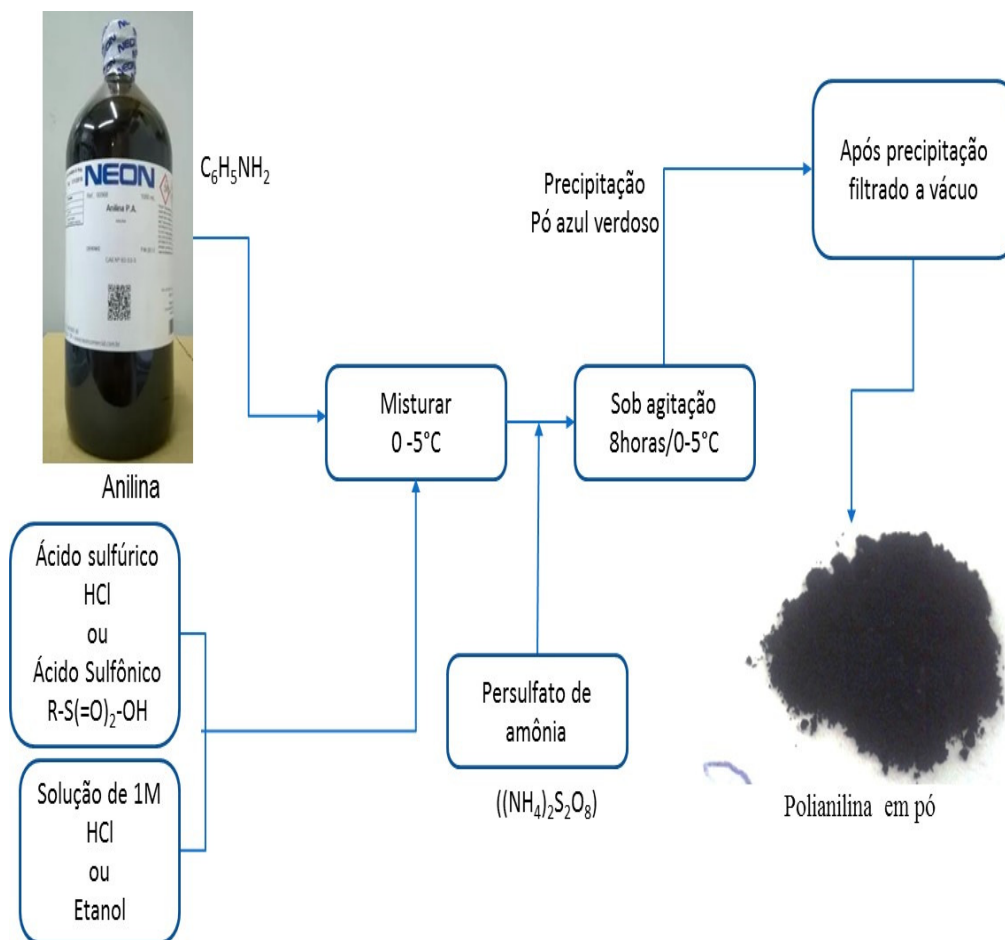 NEON
Anilina P.A.
C₆H₅NH₂
Anilina
Ácido sulfúrico
HCl
ou
Ácido Sulfônico
R-S(=O)₂-OH
Solução de 1M
HCl
ou
Etanol
Misturar
0 -5°C
Persulfato de
amônia
((NH₄)₂S₂O₈)
Sob agitação
8horas/0-5°C
Precipitação
Pó azul verdoso
Após precipitação
filtrado a vácuo
Polianilina em pó